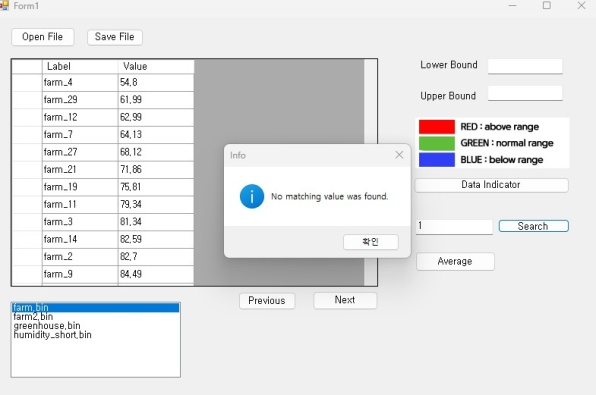 Form1
Open File Save File
Label Value
farm_4 54,8
farm_29 61,99
farm_12 62,99
farm_7 64,13
farm_27 68,12
farm_21 71,86
farm_19 75,81
farm_11 79,34
farm_3 81,34
farm_14 82,59
farm_2 82,7
farm_9 84,49
Lower Bound
Upper Bound
RED : above range
GREEN : normal range
BLUE : below range
Data Indicator
1 Search
Average
Info
No matching value was found.
확인
Previous Next
farm,bin
farm2,bin
greenhouse,bin
humidity_short,bin